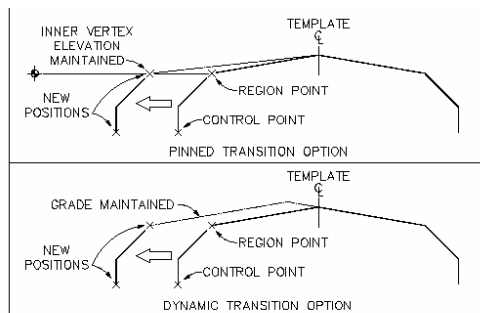 TEMPLATE
℄
INNER VERTEX
ELEVATION
MAINTAINED
NEW
POSITIONS
REGION POINT
CONTROL POINT
PINNED TRANSITION OPTION
TEMPLATE
℄
GRADE MAINTAINED
NEW
POSITIONS
REGION POINT
CONTROL POINT
DYNAMIC TRANSITION OPTION